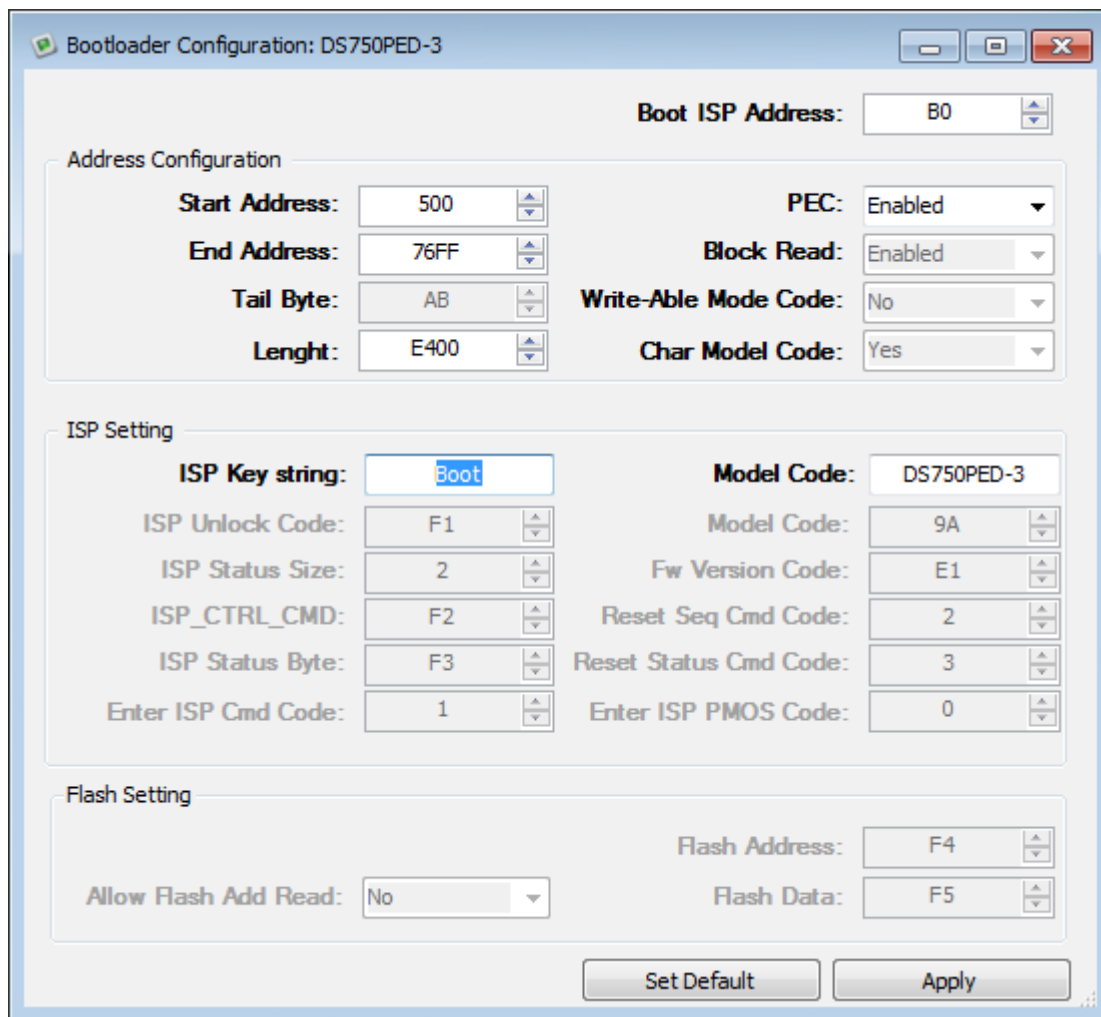 Bootloader Configuration: DS750PED-3
Boot ISP Address: B0
Address Configuration
Start Address: 500 PEC: Enabled
End Address: 76FF Block Read: Enabled
Tail Byte: AB Write-Able Mode Code: No
Lenght: E400 Char Model Code: Yes
ISP Setting
ISP Key string: Boot Model Code: DS750PED-3
ISP Unlock Code: F1 Model Code: 9A
ISP Status Size: 2 Fw Version Code: E1
ISP_CTRL_CMD: F2 Reset Seq Cmd Code: 2
ISP Status Byte: F3 Reset Status Cmd Code: 3
Enter ISP Cmd Code: 1 Enter ISP PMOS Code: 0
Flash Setting
Flash Address: F4
Allow Flash Add Read: No Flash Data: F5
Set Default Apply